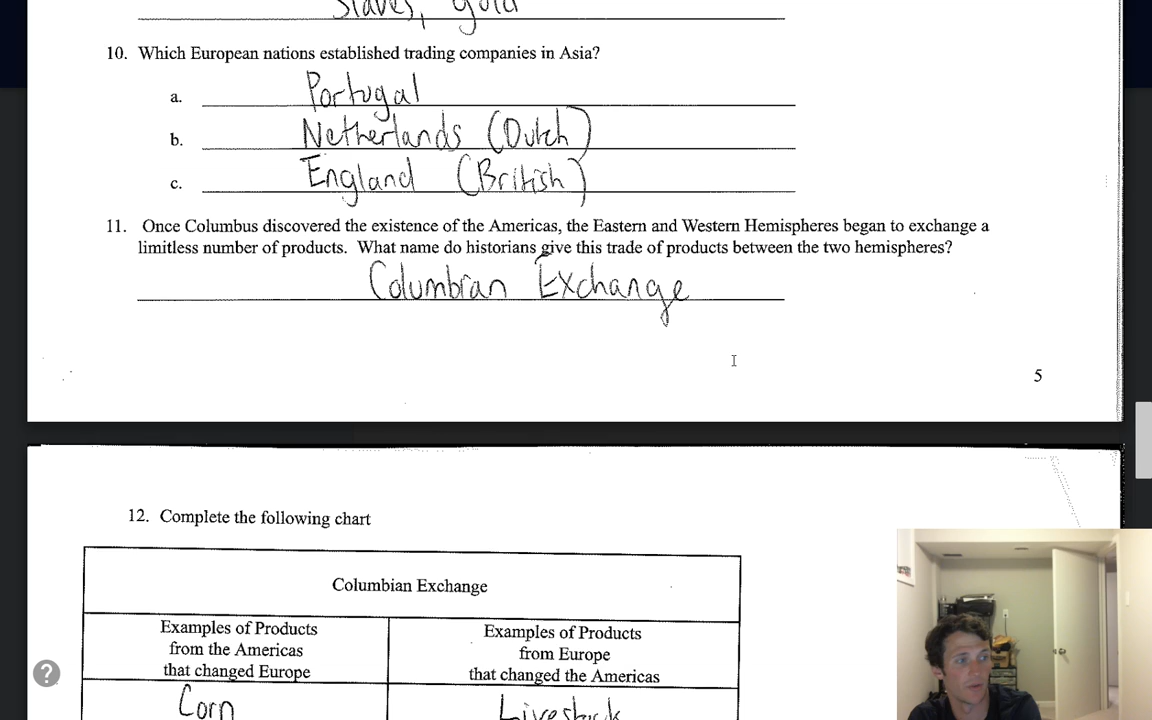 Slaves, gold
10. Which European nations established trading companies in Asia?
a. Portugal
b. Netherlands (Dutch)
c. England (British)
11. Once Columbus discovered the existence of the Americas, the Eastern and Western Hemispheres began to exchange a
limitless number of products. What name do historians give this trade of products between the two hemispheres?
Columbian Exchange
5
12. Complete the following chart
Columbian Exchange
Examples of Products
from the Americas
that changed Europe
Examples of Products
from Europe
that changed the Americas
Corn
Livestock
?